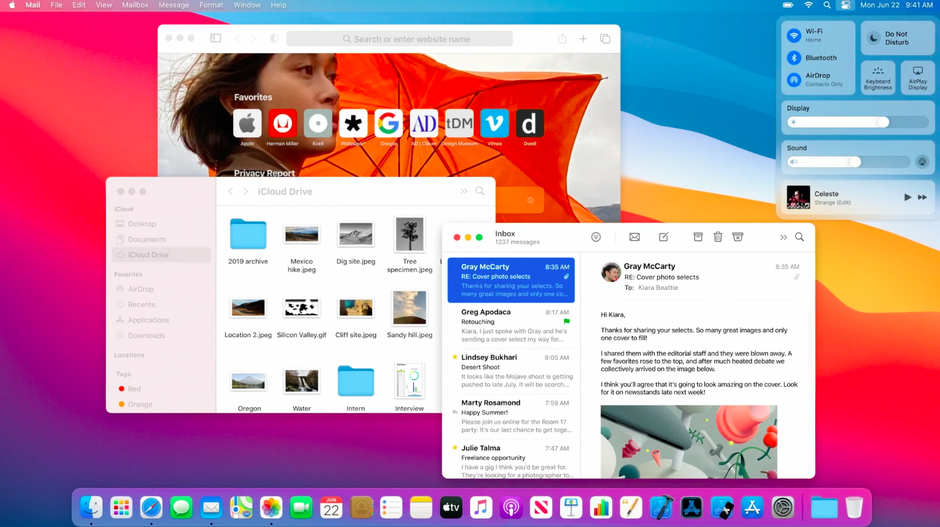 Mail File Edit View Mailbox Message Format Window Help
Mon Jun 22 9:41 AM
Search or enter website name
Favorites
Apple
Herman Miller
Kvell
Google
Design Museum
Vimeo
Dwell
AD
tDM
d
Privacy Report
iCloud Drive
iCloud
Desktop
Documents
iCloud Drive
Favorites
AirDrop
Recents
Applications
Downloads
Locations
Tags
Red
Orange
2019 archive
Mexico
hike.jpeg
Dig site.jpeg
Tree
specimen.jpeg
Location 2.jpeg
Silicon Valley.gif
Cliff site.jpeg
Sandy hill.jpeg
Oregon
Water
Intern
Interview
Inbox
1237 messages
Gray McCarty 8:35 AM
RE: Cover photo selects
Thanks for sharing your selects. So
many great images and only one co...
Greg Apodaca 8:17 AM
Retouching
Kiara, I just spoke with Gray and he's
sending a cover select my way for...
Lindsey Bukhari 8:05 AM
Desert Shoot
It looks like the Mojave shoot is getting
pushed to late July. It will be scorch...
Marty Rosamond 7:59 AM
Happy Summer!
Please join us online for the Room 17
party. It's our last chance to get toge...
Julie Talma 7:47 AM
Freelance opportunity
I have a gig I think you'd be great for.
They're looking for a photographer to...
Gray McCarty 8:35 AM
RE: Cover photo selects
To: Kiara Beattie
Hi Kiara,
Thanks for sharing your selects. So many great images and only
one cover to fill!
I shared them with the editorial staff and they were blown away. A
few favorites rose to the top, and after much heated debate we
collectively arrived on the image below.
I think you'll agree that it's going to look amazing on the cover. Look
for it on newsstands late next week!
Wi-Fi
Home
Bluetooth
AirDrop
Contacts Only
Do Not
Disturb
Keyboard
Brightness
AirPlay
Display
Display
Sound
Celeste
Strange (Edit)
JUN
22
tv